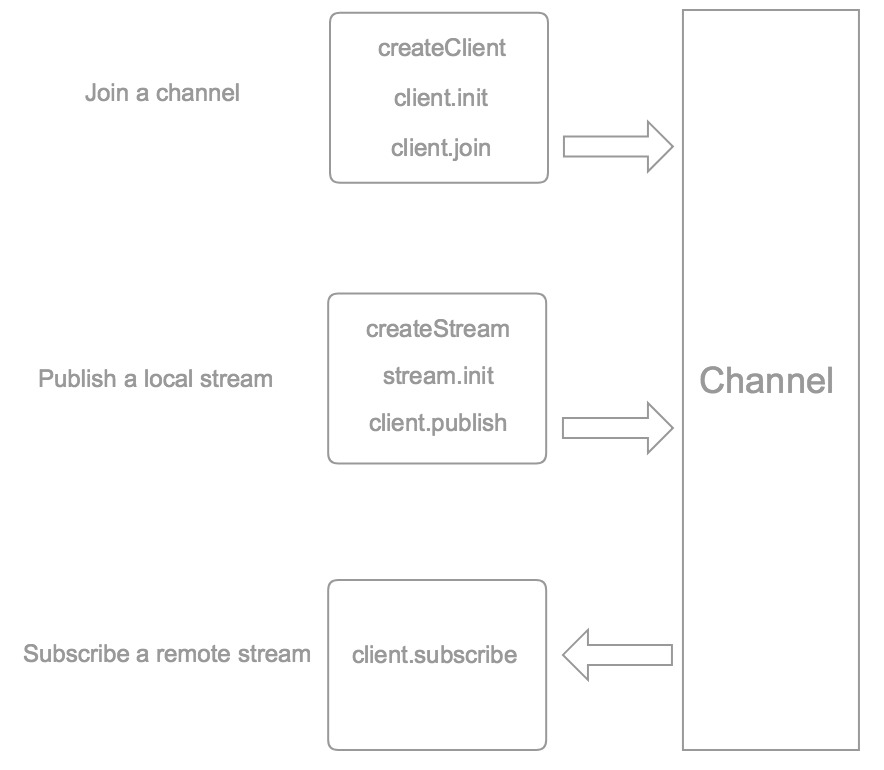 Join a channel
createClient
client.init
client.join
Publish a local stream
createStream
stream.init
client.publish
Channel
Subscribe a remote stream
client.subscribe